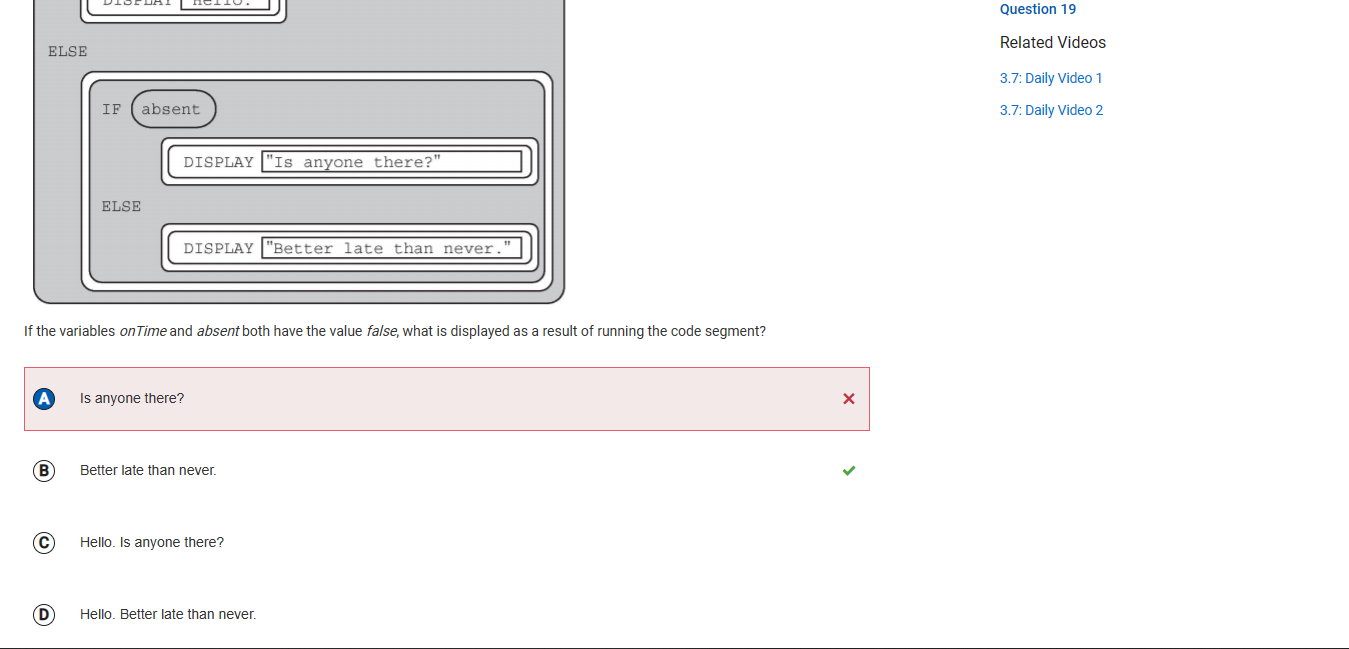 DISPLAY "Hello."
ELSE
IF absent
DISPLAY "Is anyone there?"
ELSE
DISPLAY "Better late than never."
If the variables onTime and absent both have the value false, what is displayed as a result of running the code segment?
A Is anyone there?
B Better late than never.
C Hello. Is anyone there?
D Hello. Better late than never.
Question 19
Related Videos
3.7: Daily Video 1
3.7: Daily Video 2